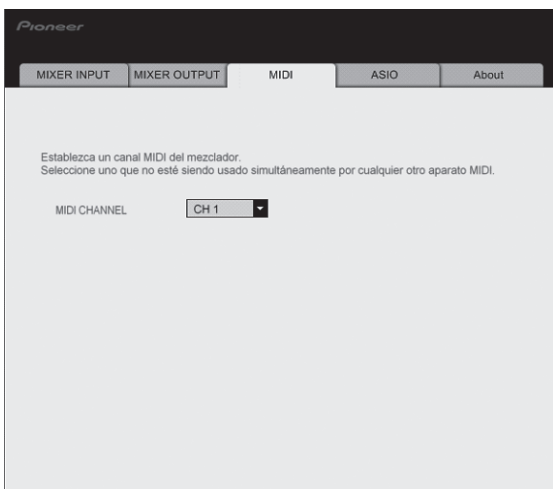 Pioneer
MIXER INPUT MIXER OUTPUT MIDI ASIO About
Establezca un canal MIDI del mezclador.
Seleccione uno que no esté siendo usado simultáneamente por cualquier otro aparato MIDI.
MIDI CHANNEL CH 1